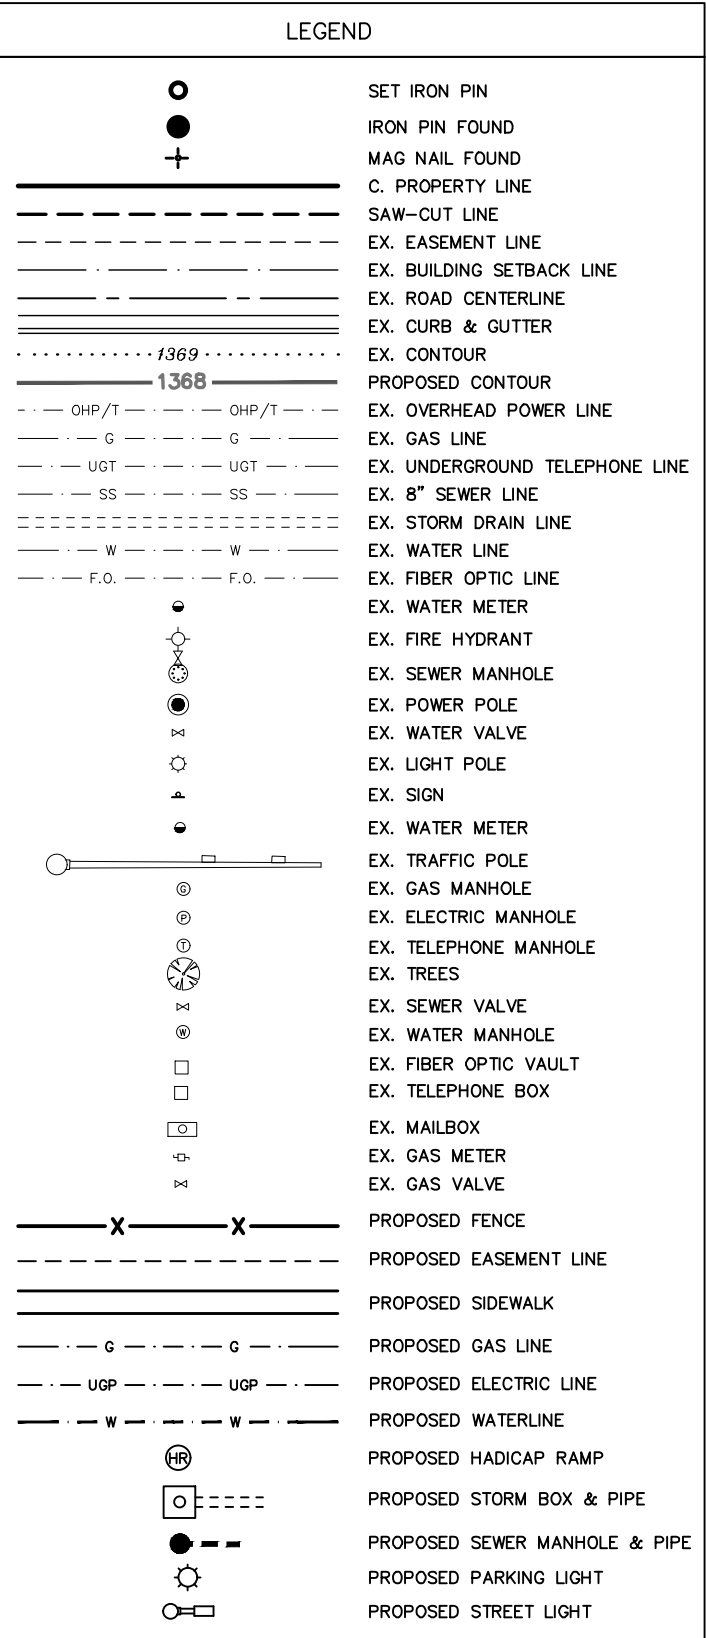 LEGEND
SET IRON PIN
IRON PIN FOUND
MAG NAIL FOUND
C. PROPERTY LINE
SAW-CUT LINE
EX. EASEMENT LINE
EX. BUILDING SETBACK LINE
EX. ROAD CENTERLINE
EX. CURB & GUTTER
1369 EX. CONTOUR
1368 PROPOSED CONTOUR
OHP/T OHP/T EX. OVERHEAD POWER LINE
G G EX. GAS LINE
UGT UGT EX. UNDERGROUND TELEPHONE LINE
SS SS EX. 8" SEWER LINE
EX. STORM DRAIN LINE
W W EX. WATER LINE
F.O. F.O. EX. FIBER OPTIC LINE
EX. WATER METER
EX. FIRE HYDRANT
EX. SEWER MANHOLE
EX. POWER POLE
EX. WATER VALVE
EX. LIGHT POLE
EX. SIGN
EX. WATER METER
EX. TRAFFIC POLE
G EX. GAS MANHOLE
P EX. ELECTRIC MANHOLE
T EX. TELEPHONE MANHOLE
EX. TREES
EX. SEWER VALVE
W EX. WATER MANHOLE
EX. FIBER OPTIC VAULT
EX. TELEPHONE BOX
EX. MAILBOX
EX. GAS METER
EX. GAS VALVE
X X PROPOSED FENCE
PROPOSED EASEMENT LINE
PROPOSED SIDEWALK
G G PROPOSED GAS LINE
UGP UGP PROPOSED ELECTRIC LINE
W W PROPOSED WATERLINE
HR PROPOSED HADICAP RAMP
PROPOSED STORM BOX & PIPE
PROPOSED SEWER MANHOLE & PIPE
PROPOSED PARKING LIGHT
PROPOSED STREET LIGHT